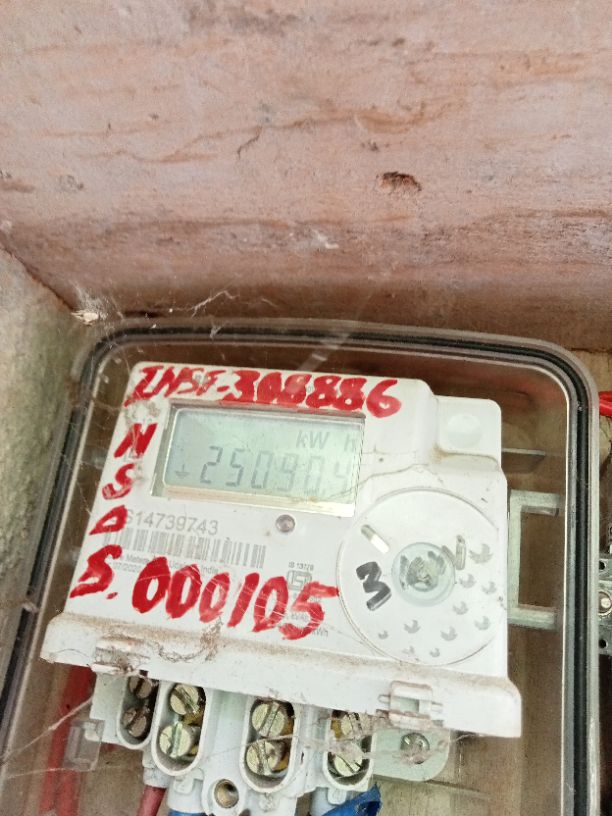 INSF-308886
N
S
D
kW h
250904
S14739743
IS 13779
S.000105
3